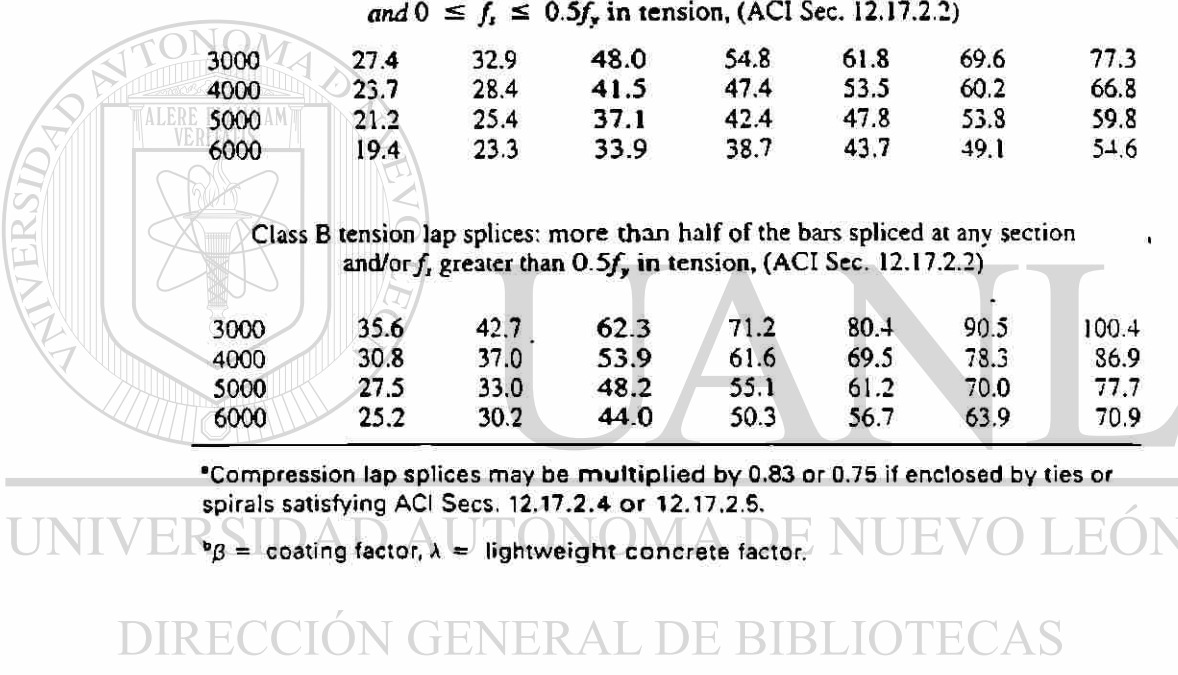 and 0 ≤ fs ≤ 0.5fy in tension, (ACI Sec. 12.17.2.2)
3000 27.4 32.9 48.0 54.8 61.8 69.6 77.3
4000 23.7 28.4 41.5 47.4 53.5 60.2 66.8
5000 21.2 25.4 37.1 42.4 47.8 53.8 59.8
6000 19.4 23.3 33.9 38.7 43.7 49.1 54.6
Class B tension lap splices: more than half of the bars spliced at any section
and/or fs greater than 0.5fy in tension, (ACI Sec. 12.17.2.2)
3000 35.6 42.7 62.3 71.2 80.4 90.5 100.4
4000 30.8 37.0 53.9 61.6 69.5 78.3 86.9
5000 27.5 33.0 48.2 55.1 61.2 70.0 77.7
6000 25.2 30.2 44.0 50.3 56.7 63.9 70.9
ªCompression lap splices may be multiplied by 0.83 or 0.75 if enclosed by ties or
spirals satisfying ACI Secs. 12.17.2.4 or 12.17.2.5.
ᵇβ = coating factor, λ = lightweight concrete factor.
UANL
UNIVERSIDAD AUTONOMA DE NUEVO LEÓN
DIRECCIÓN GENERAL DE BIBLIOTECAS